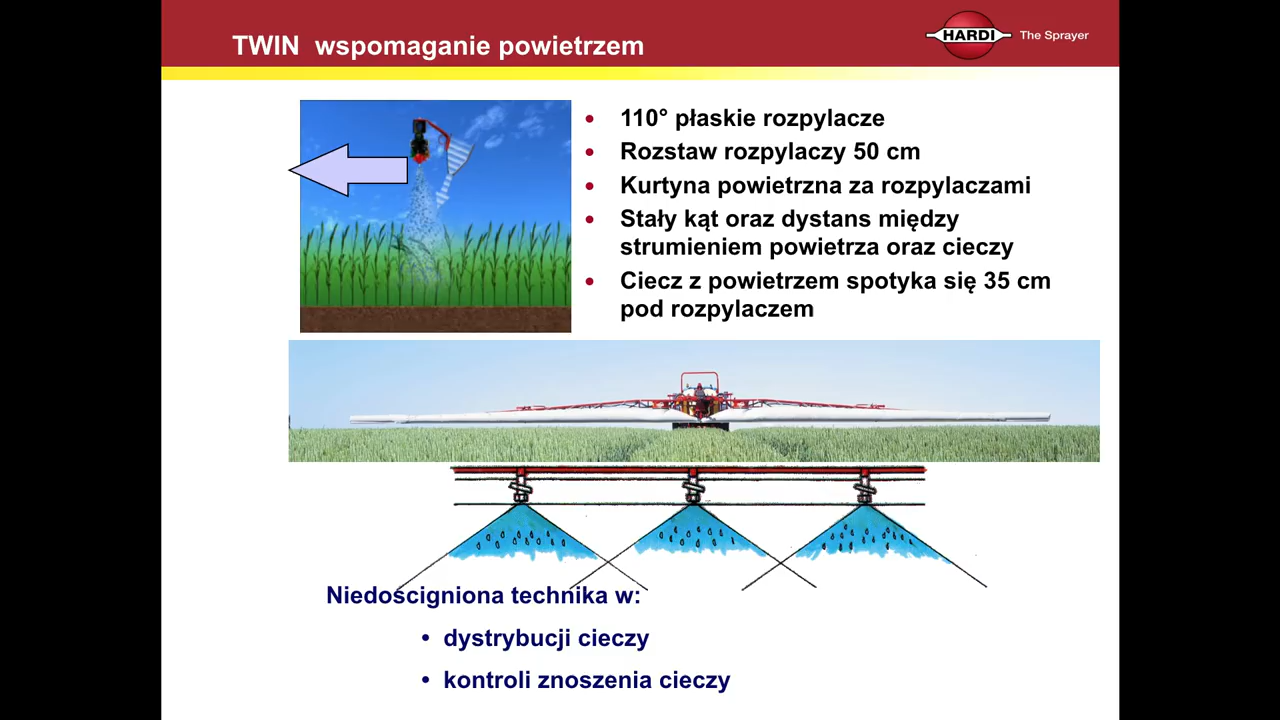 TWIN wspomaganie powietrzem
HARDI The Sprayer
• 110° płaskie rozpylacze
• Rozstaw rozpylaczy 50 cm
• Kurtyna powietrzna za rozpylaczami
• Stały kąt oraz dystans między
strumieniem powietrza oraz cieczy
• Ciecz z powietrzem spotyka się 35 cm
pod rozpylaczem
Niedościgniona technika w:
• dystrybucji cieczy
• kontroli znoszenia cieczy